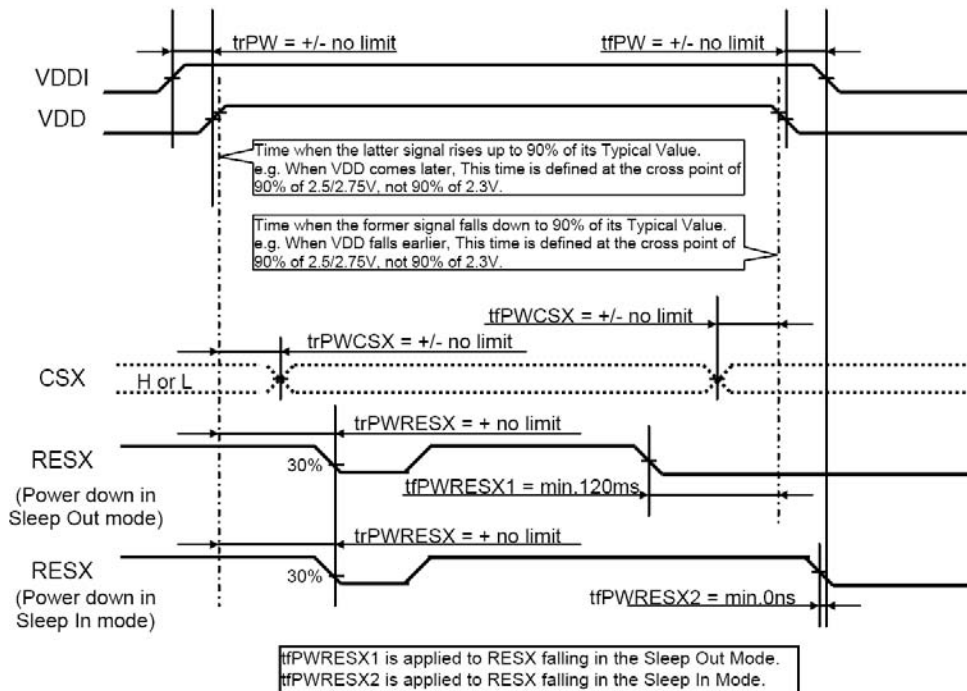 trPW = +/- no limit
tfPW = +/- no limit
VDDI
VDD
Time when the latter signal rises up to 90% of its Typical Value.
e.g. When VDD comes later, This time is defined at the cross point of
90% of 2.5/2.75V, not 90% of 2.3V.
Time when the former signal falls down to 90% of its Typical Value.
e.g. When VDD falls earlier, This time is defined at the cross point of
90% of 2.5/2.75V, not 90% of 2.3V.
tfPWCSX = +/- no limit
trPWCSX = +/- no limit
CSX
H or L
trPWRESX = + no limit
RESX
30%
(Power down in
Sleep Out mode)
tfPWRESX1 = min.120ms
trPWRESX = + no limit
RESX
30%
(Power down in
Sleep In mode)
tfPWRESX2 = min.0ns
tfPWRESX1 is applied to RESX falling in the Sleep Out Mode.
tfPWRESX2 is applied to RESX falling in the Sleep In Mode.